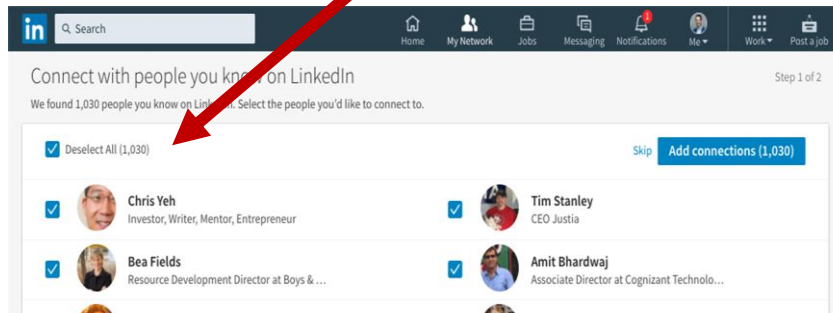 in
Search
Home
My Network
Jobs
Messaging
1
Notifications
Me
Work
Post a job
Connect with people you know on LinkedIn
Step 1 of 2
We found 1,030 people you know on LinkedIn. Select the people you'd like to connect to.
Deselect All (1,030)
Skip
Add connections (1,030)
Chris Yeh
Investor, Writer, Mentor, Entrepreneur
Tim Stanley
CEO Justia
Bea Fields
Resource Development Director at Boys & ...
Amit Bhardwaj
Associate Director at Cognizant Technolo...